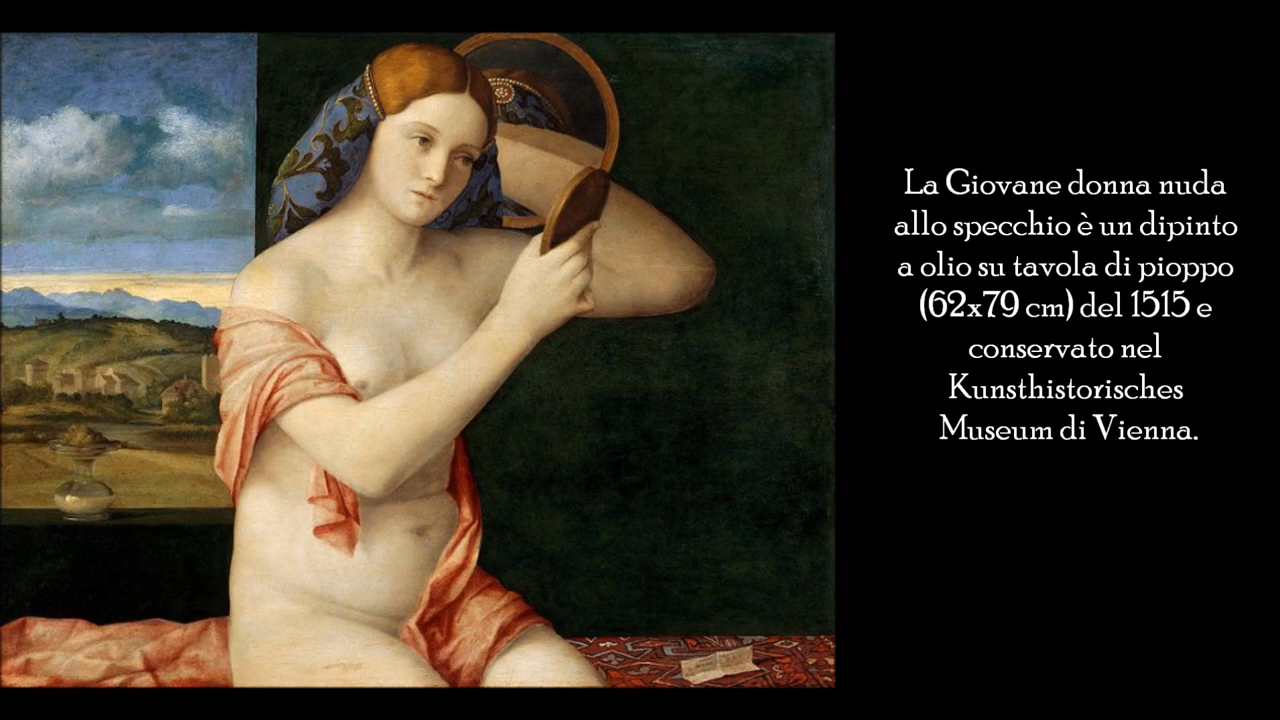 La Giovane donna nuda
allo specchio è un dipinto
a olio su tavola di pioppo
(62x79 cm) del 1515 e
conservato nel
Kunsthistorisches
Museum di Vienna.